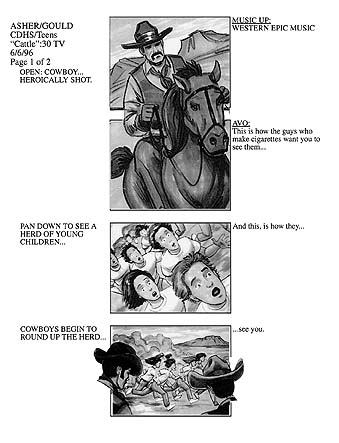 ASHER/GOULD
CDHS/Teens
"Cattle":30 TV
6/6/96
Page 1 of 2
OPEN: COWBOY...
HEROICALLY SHOT.
MUSIC UP:
WESTERN EPIC MUSIC
AVO:
This is how the guys who
make cigarettes want you to
see them...
PAN DOWN TO SEE A
HERD OF YOUNG
CHILDREN...
And this, is how they...
COWBOYS BEGIN TO
ROUND UP THE HERD...
...see you.